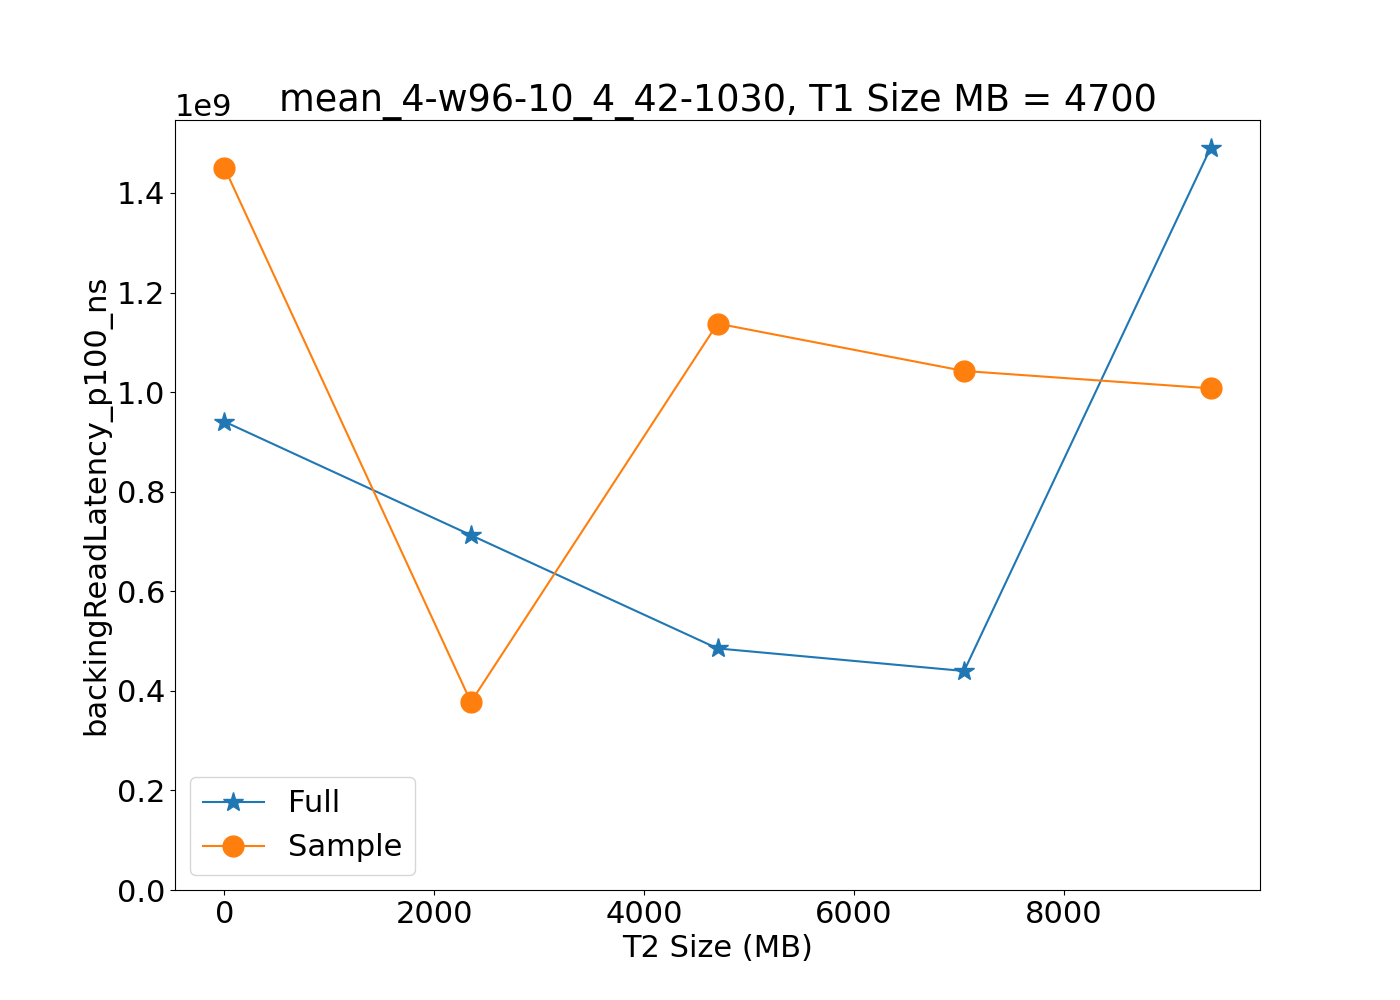 1e9
mean_4-w96-10_4_42-1030, T1 Size MB = 4700
1.4
1.2
1.0
0.8
0.6
0.4
0.2
0.0
backingReadLatency_p100_ns
Full
Sample
0 2000 4000 6000 8000
T2 Size (MB)